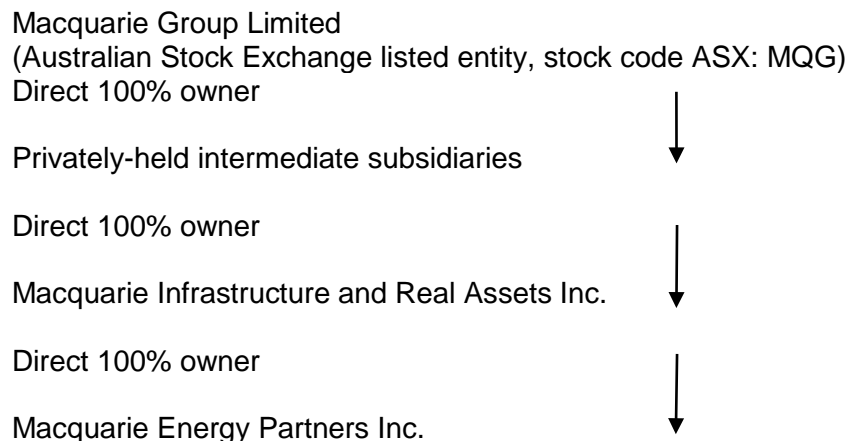 Macquarie Group Limited
(Australian Stock Exchange listed entity, stock code ASX: MQG)
Direct 100% owner
Privately-held intermediate subsidiaries
Direct 100% owner
Macquarie Infrastructure and Real Assets Inc.
Direct 100% owner
Macquarie Energy Partners Inc.